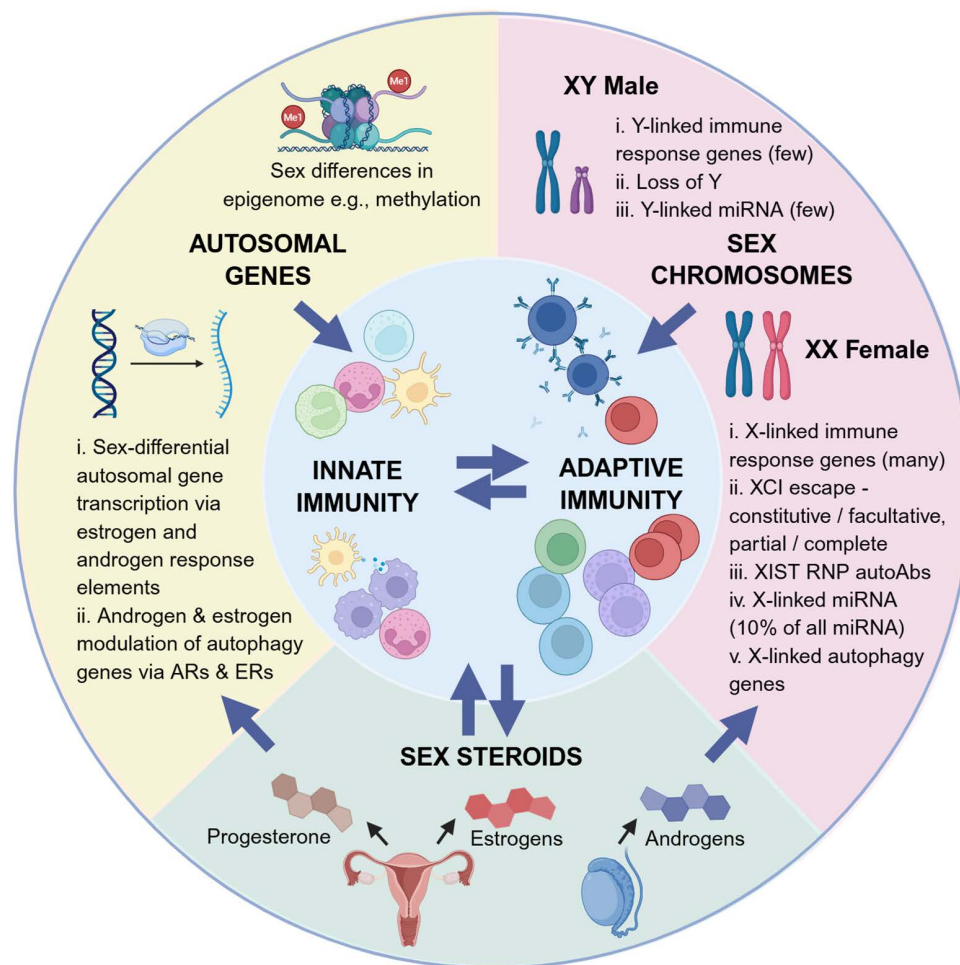 Me1
Me1
Sex differences in
epigenome e.g., methylation
AUTOSOMAL
GENES
i. Sex-differential
autosomal gene
transcription via
estrogen and
androgen response
elements
ii. Androgen & estrogen
modulation of autophagy
genes via ARs & ERs
XY Male
i. Y-linked immune
response genes (few)
ii. Loss of Y
iii. Y-linked miRNA (few)
SEX
CHROMOSOMES
XX Female
i. X-linked immune
response genes (many)
ii. XCI escape -
constitutive / facultative,
partial / complete
iii. XIST RNP autoAbs
iv. X-linked miRNA
(10% of all miRNA)
v. X-linked autophagy
genes
INNATE
IMMUNITY
ADAPTIVE
IMMUNITY
SEX STEROIDS
Progesterone
Estrogens
Androgens